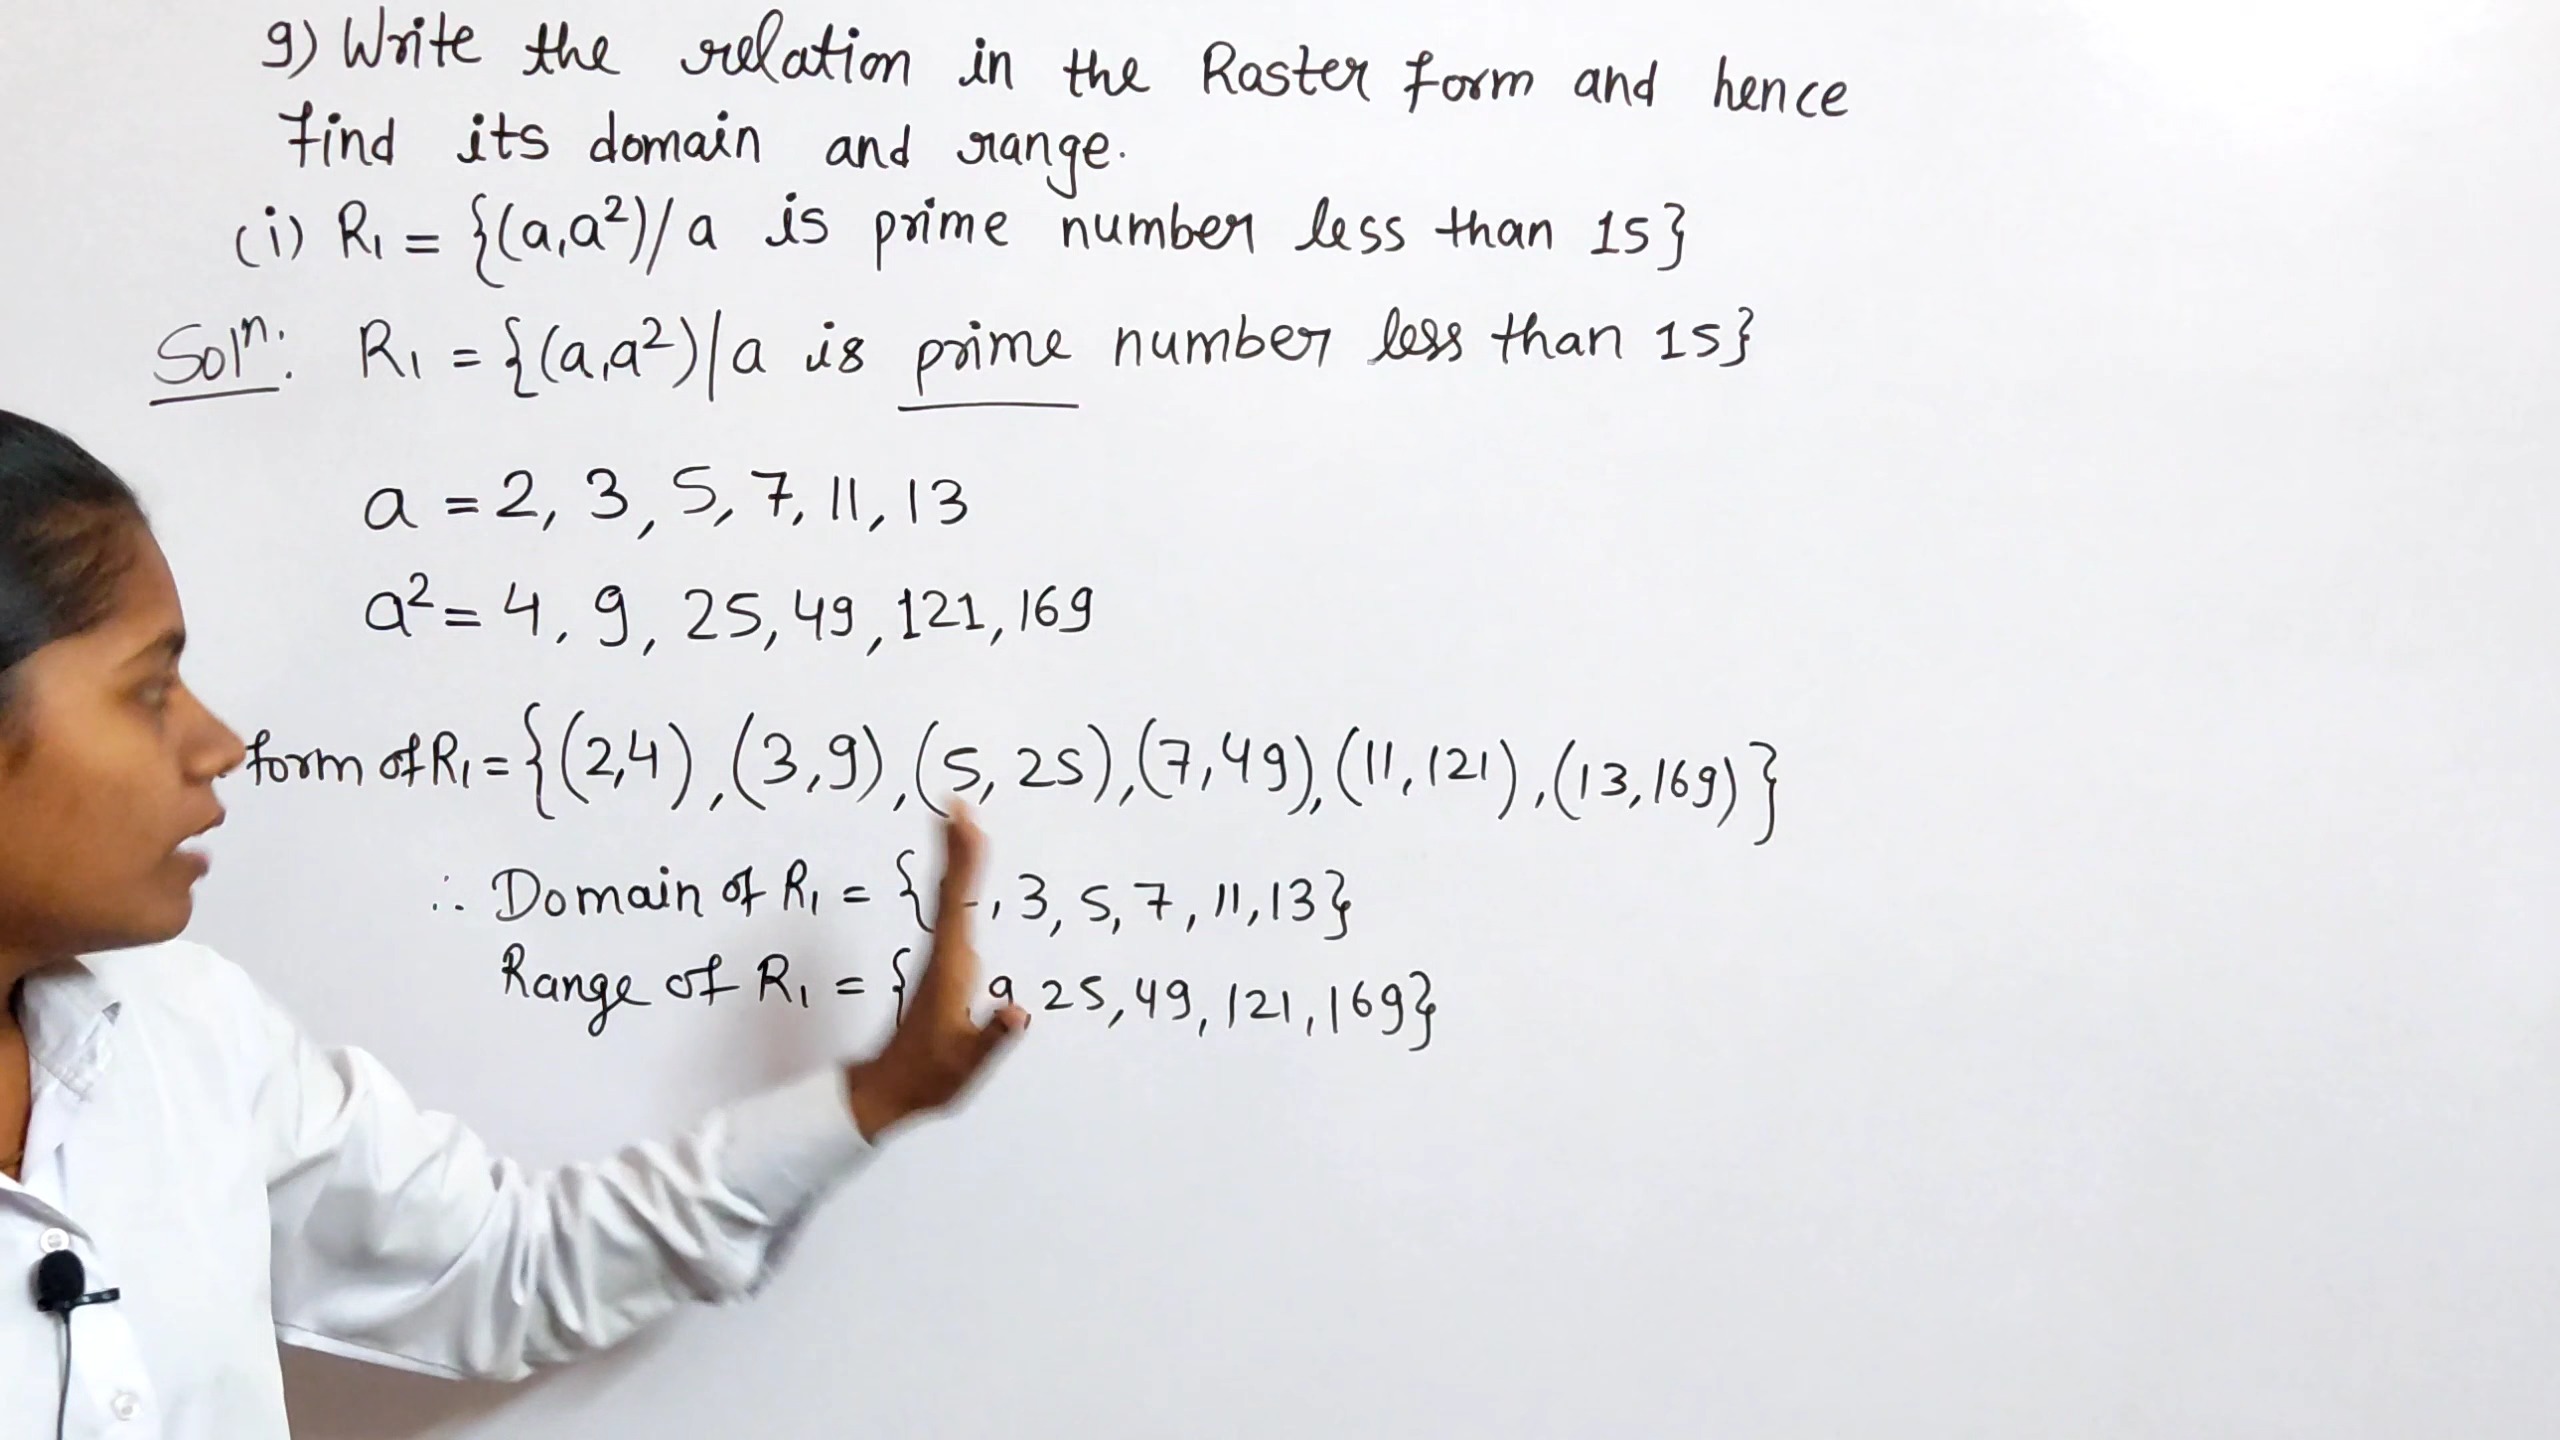 9) Write the relation in the Roster form and hence
find its domain and range.
(i) R₁ = {(a,a²)/a is prime number less than 15}
Solⁿ: R₁ = {(a,a²)|a is prime number less than 15}
a = 2, 3, 5, 7, 11, 13
a² = 4, 9, 25, 49, 121, 169
form of R₁ = {(2,4),(3,9),(5,25),(7,49),(11,121),(13,169)}
∴ Domain of R₁ = { , 3, 5, 7, 11, 13}
Range of R₁ = { , 9, 25, 49, 121, 169}